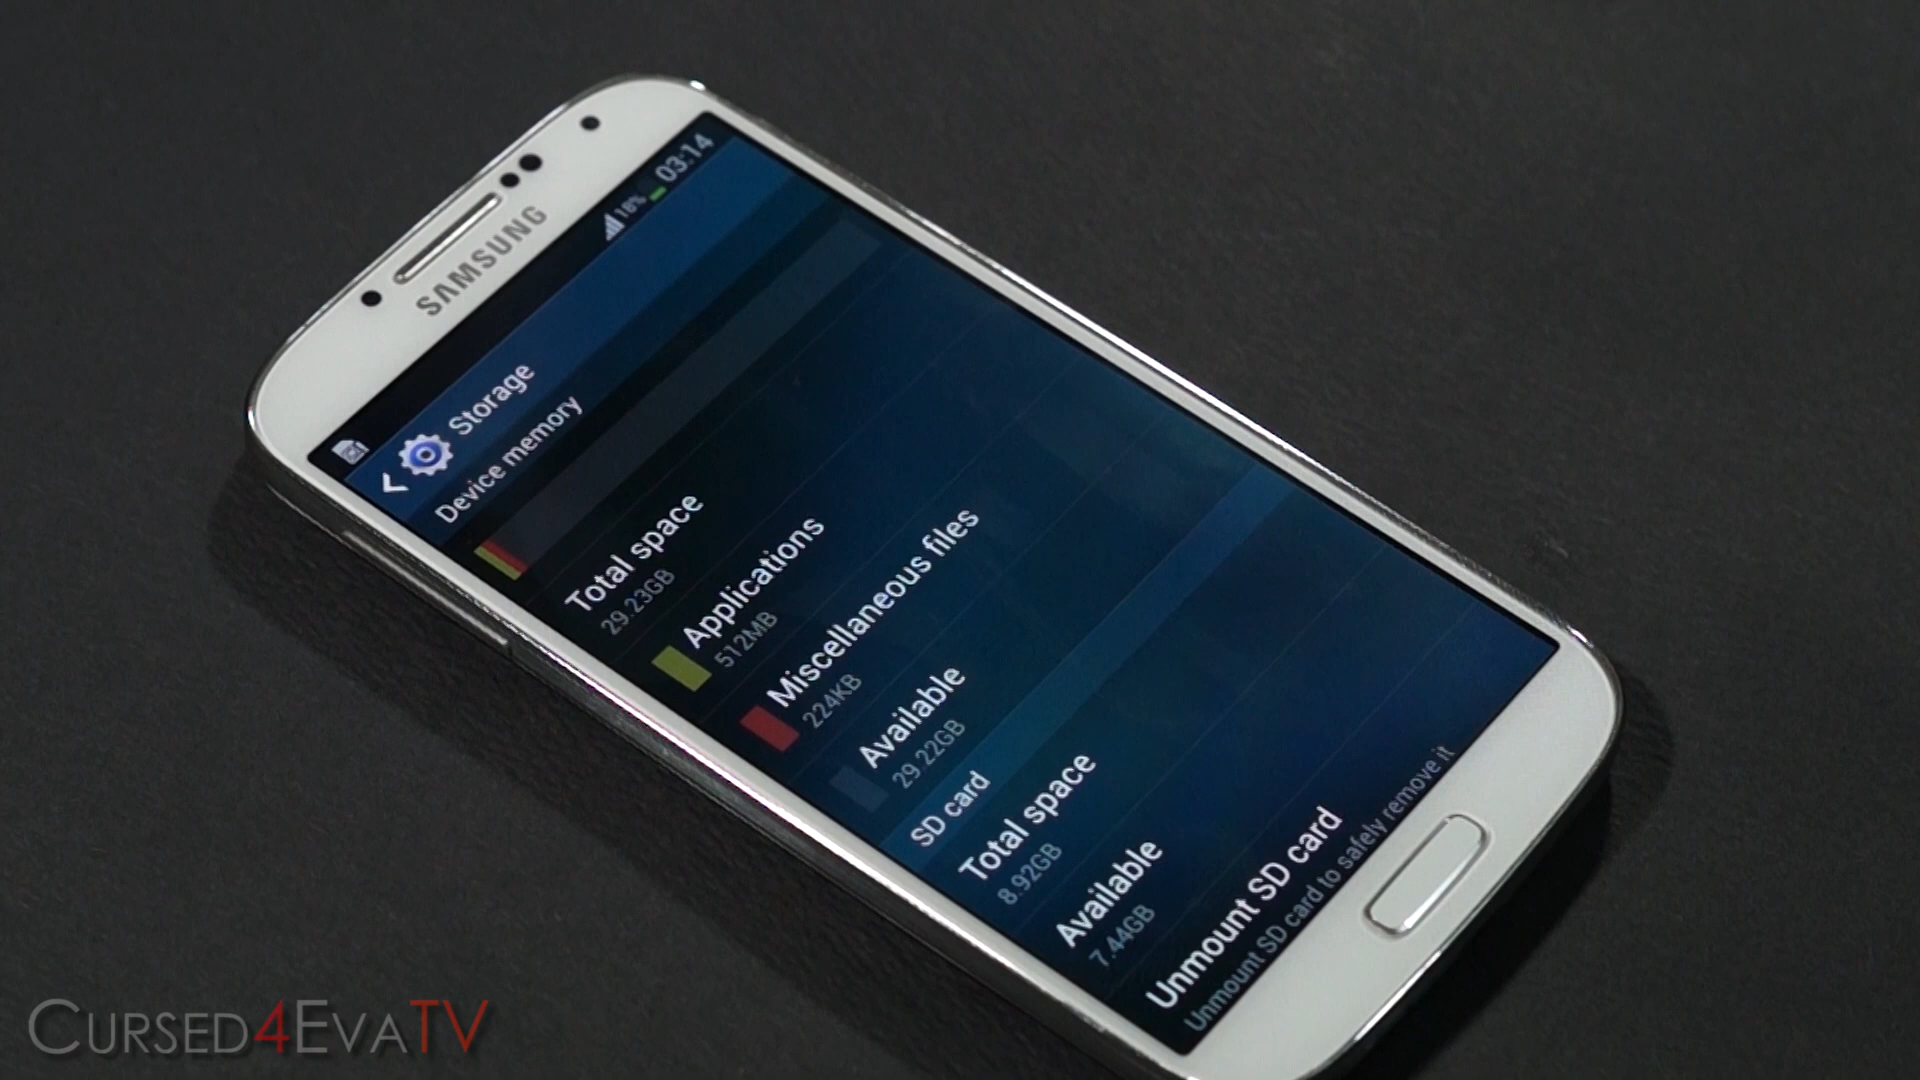 SAMSUNG
18% 03:14
Storage
Device memory
Total space
29.23GB
Applications
512MB
Miscellaneous files
224KB
Available
29.22GB
SD card
Total space
8.92GB
Available
7.44GB
Unmount SD card
Unmount SD card to safely remove it
CURSED4EVATV